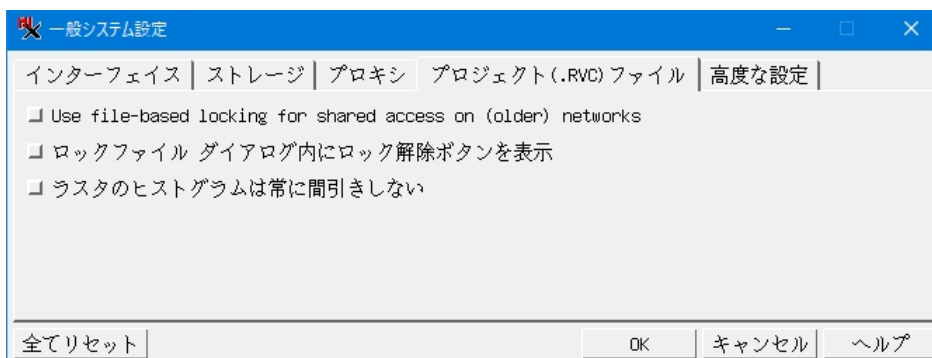 一般システム設定
インターフェイス ストレージ プロキシ プロジェクト(.RVC)ファイル 高度な設定
Use file-based locking for shared access on (older) networks
ロックファイル ダイアログ内にロック解除ボタンを表示
ラスタのヒストグラムは常に間引きしない
全てリセット OK キャンセル ヘルプ